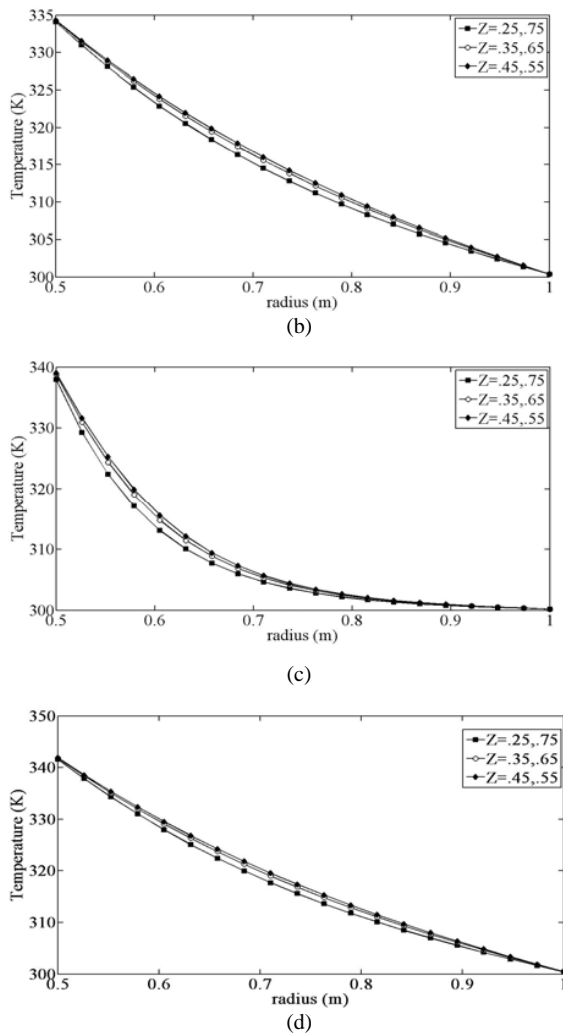 335
330
325
320
315
310
305
300
Temperature (K)
Z=.25,.75
Z=.35,.65
Z=.45,.55
0.5 0.6 0.7 0.8 0.9 1
radius (m)
(b)
340
330
320
310
300
Temperature (K)
Z=.25,.75
Z=.35,.65
Z=.45,.55
0.5 0.6 0.7 0.8 0.9 1
radius (m)
(c)
350
340
330
320
310
300
Temperature (K)
Z=.25,.75
Z=.35,.65
Z=.45,.55
0.5 0.6 0.7 0.8 0.9 1
radius (m)
(d)